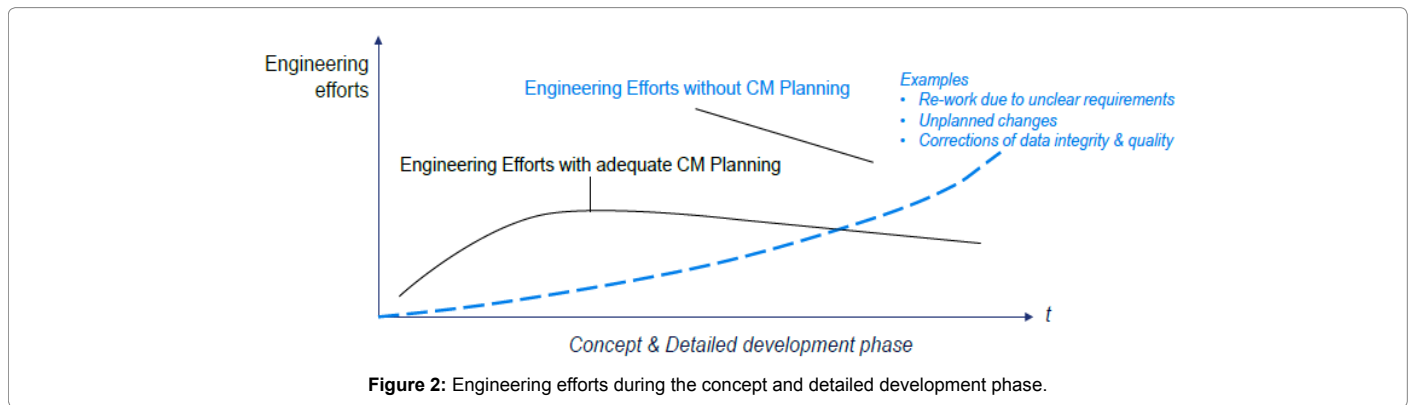 Engineering
efforts
Engineering Efforts without CM Planning
Examples
• Re-work due to unclear requirements
• Unplanned changes
• Corrections of data integrity & quality
Engineering Efforts with adequate CM Planning
t
Concept & Detailed development phase
Figure 2: Engineering efforts during the concept and detailed development phase.